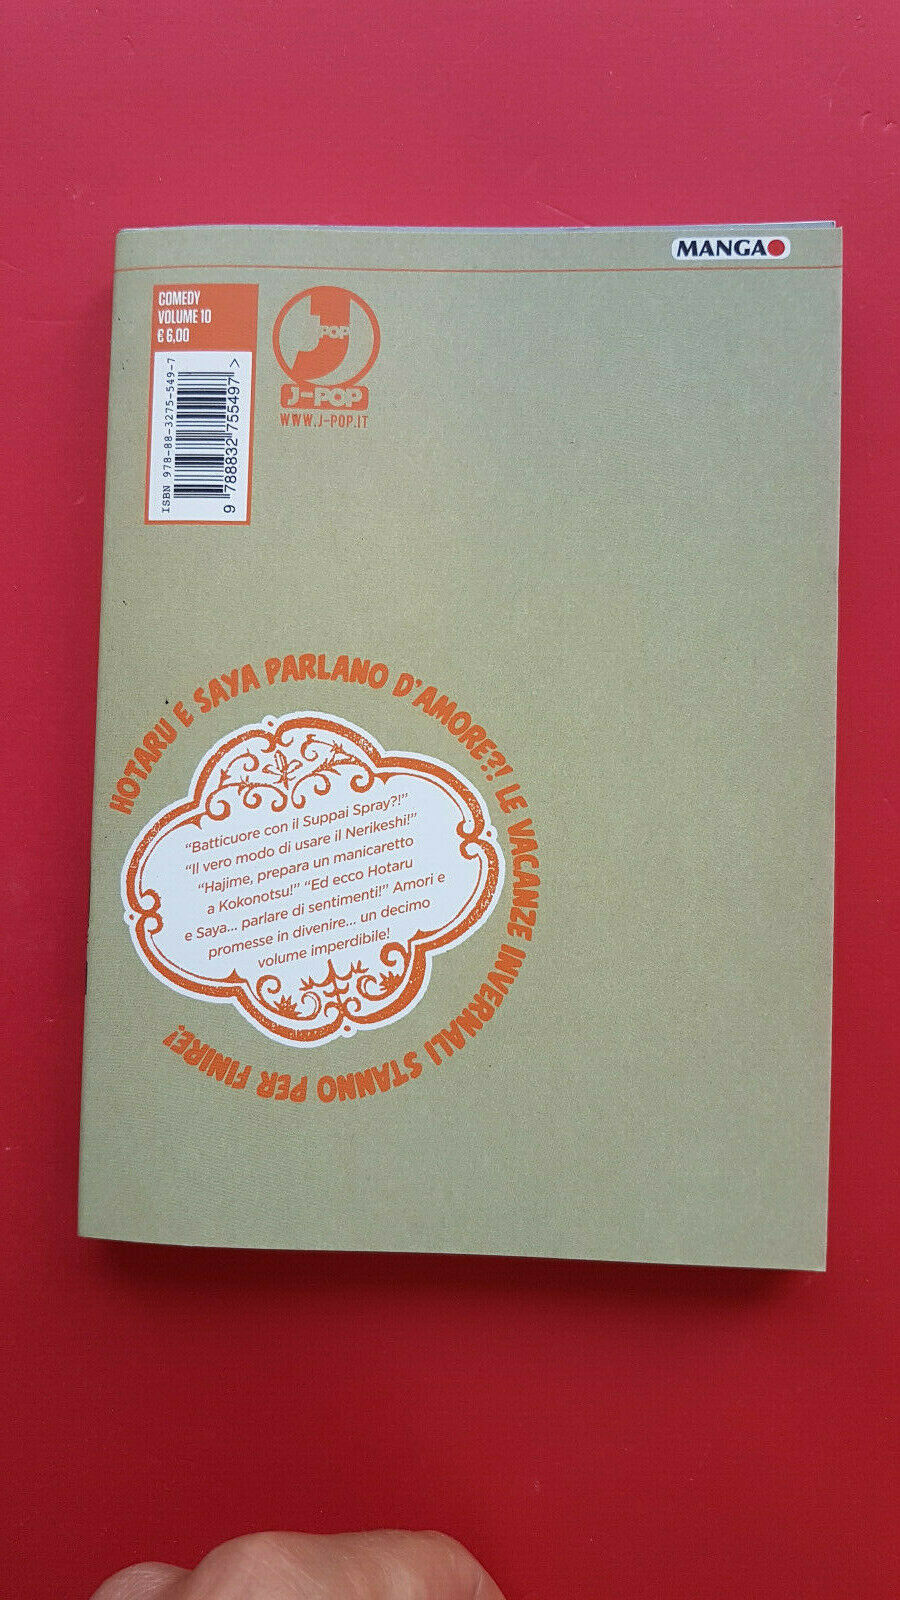 MANGA
COMEDY
VOLUME 10
€ 6,00
ISBN 978-88-3275-549-7
9 788832 755497 >
J POP
J-POP
WWW.J-POP.IT
HOTARU E SAYA PARLANO D'AMORE?! LE VACANZE INVERNALI STANNO PER FINIRE!
“Batticuore con il Suppai Spray?!”
“Il vero modo di usare il Nerikeshi!”
“Hajime, prepara un manicaretto
a Kokonotsu!” “Ed ecco Hotaru
e Saya... parlare di sentimenti!” Amori e
promesse in divenire... un decimo
volume imperdibile!